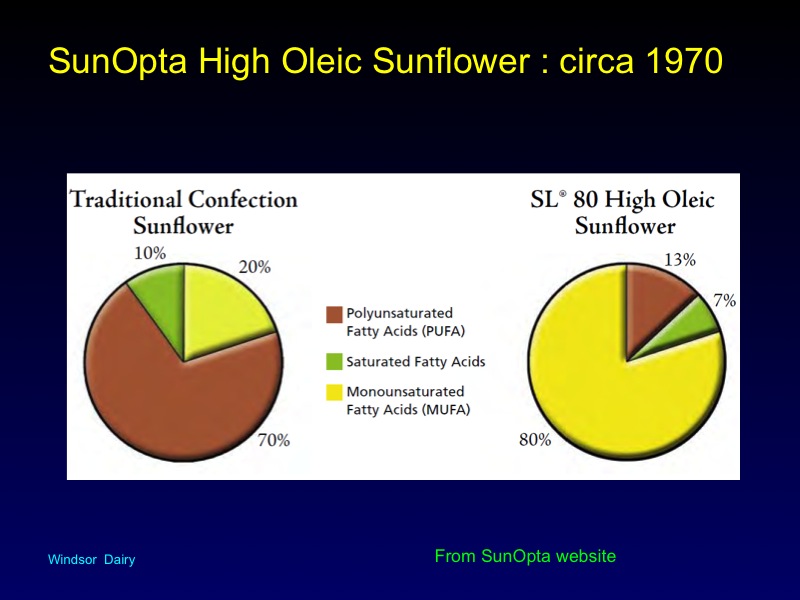 SunOpta High Oleic Sunflower : circa 1970
Traditional Confection
Sunflower
10%
20%
70%
Polyunsaturated
Fatty Acids (PUFA)
Saturated Fatty Acids
Monounsaturated
Fatty Acids (MUFA)
SL® 80 High Oleic
Sunflower
13%
7%
80%
Windsor Dairy
From SunOpta website